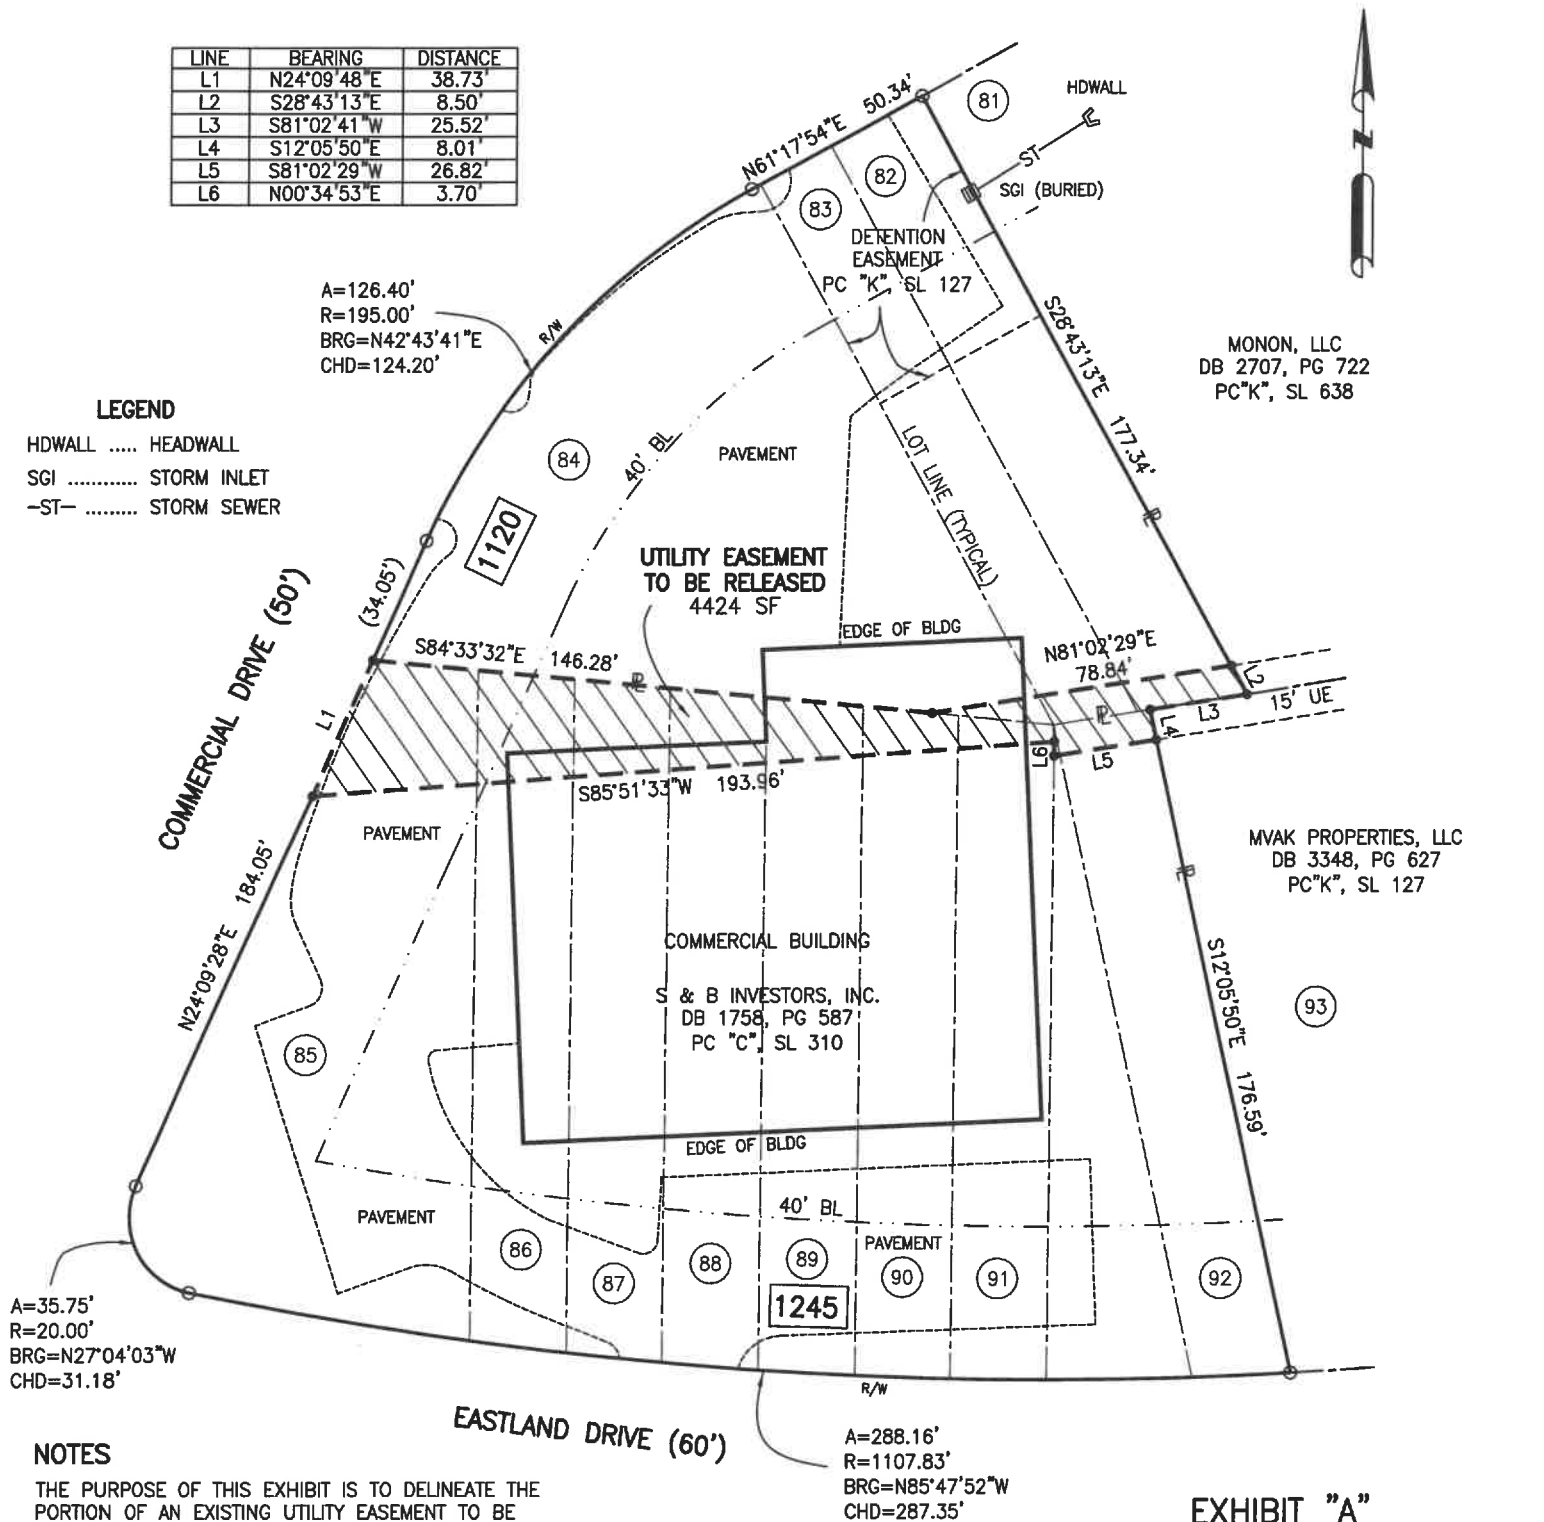 LINE BEARING DISTANCE
L1 N24°09'48"E 38.73'
L2 S28°43'13"E 8.50'
L3 S81°02'41"W 25.52'
L4 S12°05'50"E 8.01'
L5 S81°02'29"W 26.82'
L6 N00°34'53"E 3.70'
N61°17'54"E 50.34'
81
HDWALL
ST
SGI (BURIED)
82
83
N
DETENTION
EASEMENT
PC "K", SL 127
A=126.40'
R=195.00'
BRG=N42°43'41"E
CHD=124.20'
R/W
S28°43'13"E 177.34'
MONON, LLC
DB 2707, PG 722
PC"K", SL 638
LEGEND
HDWALL ..... HEADWALL
SGI ............ STORM INLET
-ST- ......... STORM SEWER
84
40' BL
PAVEMENT
LOT LINE (TYPICAL)
PL
1120
UTILITY EASEMENT
TO BE RELEASED
4424 SF
COMMERCIAL DRIVE (50')
(34.05')
EDGE OF BLDG
S84°33'32"E 146.28'
PL
N81°02'29"E
78.84'
L1
L2
L3
15' UE
PL
L4
L5
L6
S85°51'33"W 193.96'
PAVEMENT
N24°09'28"E 184.05'
MVAK PROPERTIES, LLC
DB 3348, PG 627
PC"K", SL 127
PL
COMMERCIAL BUILDING
S & B INVESTORS, INC.
DB 1758, PG 587
PC "C", SL 310
S12°05'50"E 176.59'
93
85
EDGE OF BLDG
PAVEMENT
40' BL
PAVEMENT
86
87
88
89
90
91
92
1245
A=35.75'
R=20.00'
BRG=N27°04'03"W
CHD=31.18'
R/W
EASTLAND DRIVE (60')
A=288.16'
R=1107.83'
BRG=N85°47'52"W
CHD=287.35'
NOTES
THE PURPOSE OF THIS EXHIBIT IS TO DELINEATE THE
PORTION OF AN EXISTING UTILITY EASEMENT TO BE
EXHIBIT "A"